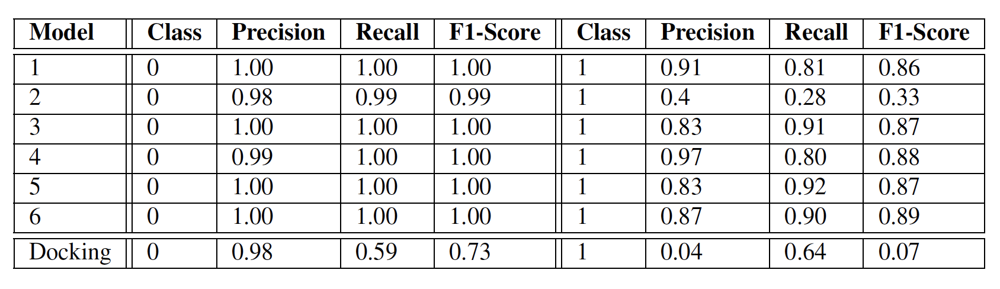 Model Class Precision Recall F1-Score Class Precision Recall F1-Score
1 0 1.00 1.00 1.00 1 0.91 0.81 0.86
2 0 0.98 0.99 0.99 1 0.4 0.28 0.33
3 0 1.00 1.00 1.00 1 0.83 0.91 0.87
4 0 0.99 1.00 1.00 1 0.97 0.80 0.88
5 0 1.00 1.00 1.00 1 0.83 0.92 0.87
6 0 1.00 1.00 1.00 1 0.87 0.90 0.89
Docking 0 0.98 0.59 0.73 1 0.04 0.64 0.07